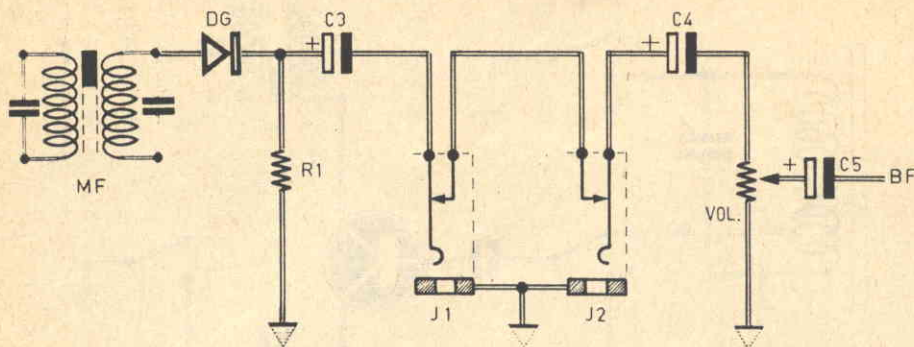 DG
C3
+
C4
+
MF
R1
VOL.
+
C5
BF
J1
J2